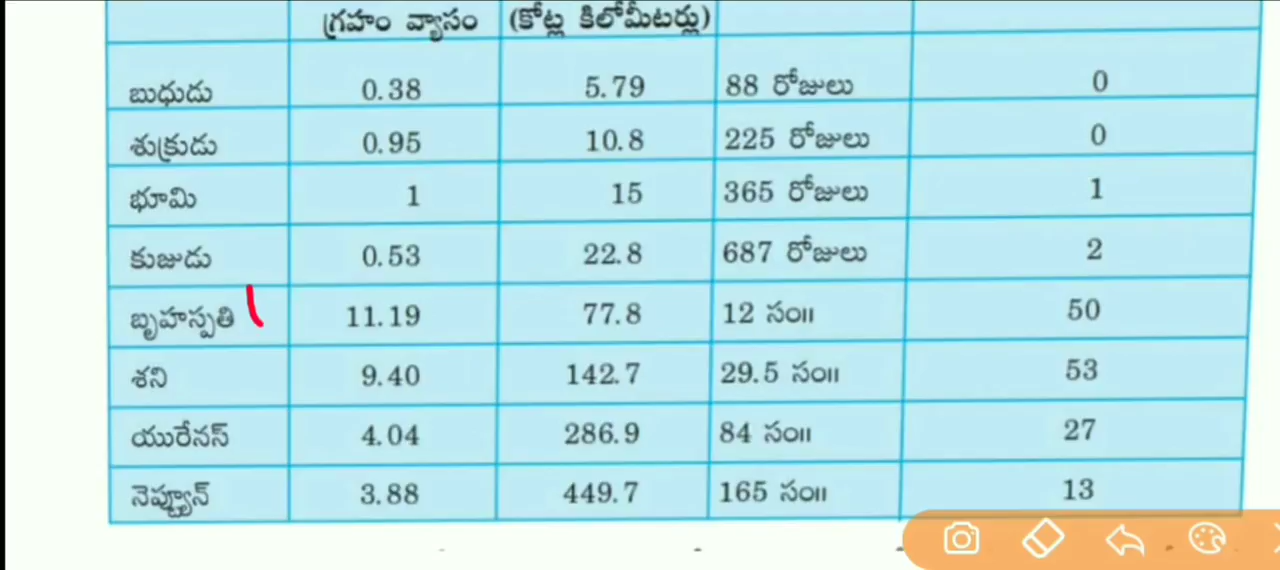 గ్రహం వ్యాసం (కోట్ల కిలోమీటర్లు)
బుధుడు 0.38 5.79 88 రోజులు 0
శుక్రుడు 0.95 10.8 225 రోజులు 0
భూమి 1 15 365 రోజులు 1
కుజుడు 0.53 22.8 687 రోజులు 2
బృహస్పతి 11.19 77.8 12 సం॥ 50
శని 9.40 142.7 29.5 సం॥ 53
యురేనస్ 4.04 286.9 84 సం॥ 27
నెప్ట్యూన్ 3.88 449.7 165 సం॥ 13